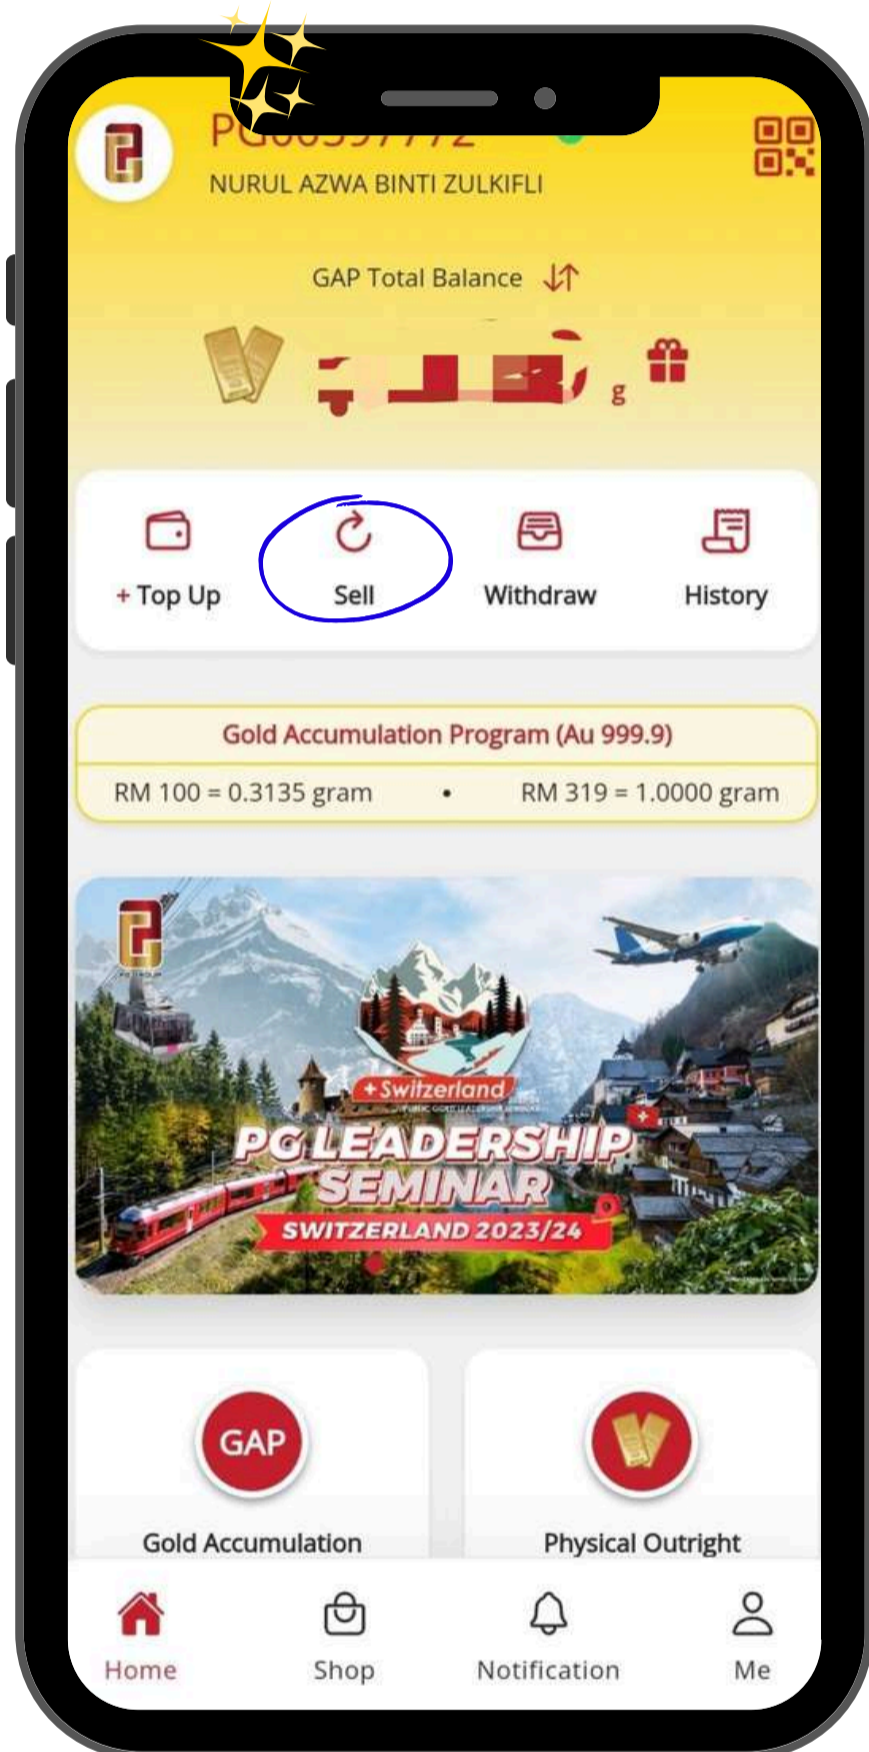 NURUL AZWA BINTI ZULKIFLI
GAP Total Balance
g
+ Top Up
Sell
Withdraw
History
Gold Accumulation Program (Au 999.9)
RM 100 = 0.3135 gram • RM 319 = 1.0000 gram
+Switzerland
PG LEADERSHIP
SEMINAR
SWITZERLAND 2023/24
GAP
Gold Accumulation
Physical Outright
Home
Shop
Notification
Me